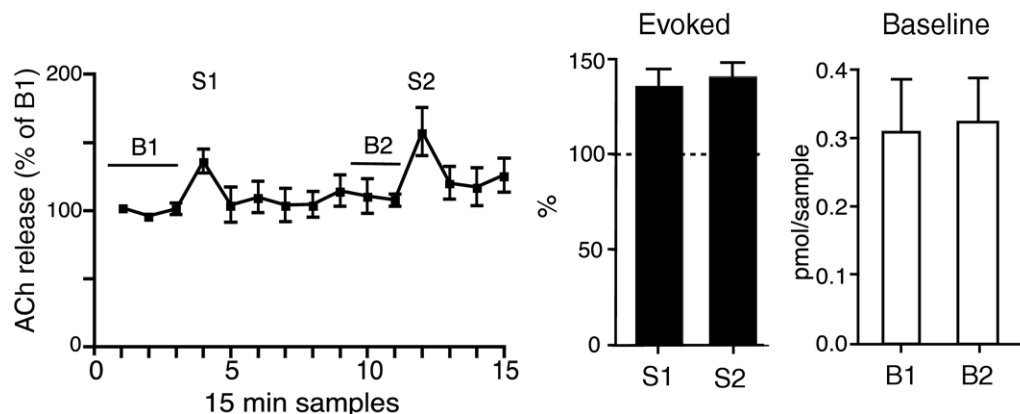 ACh release (% of B1)
200
100
0
S1
S2
B1
B2
0
5
10
15
15 min samples
Evoked
%
150
100
50
0
S1
S2
Baseline
pmol/sample
0.4
0.3
0.2
0.1
0.0
B1
B2